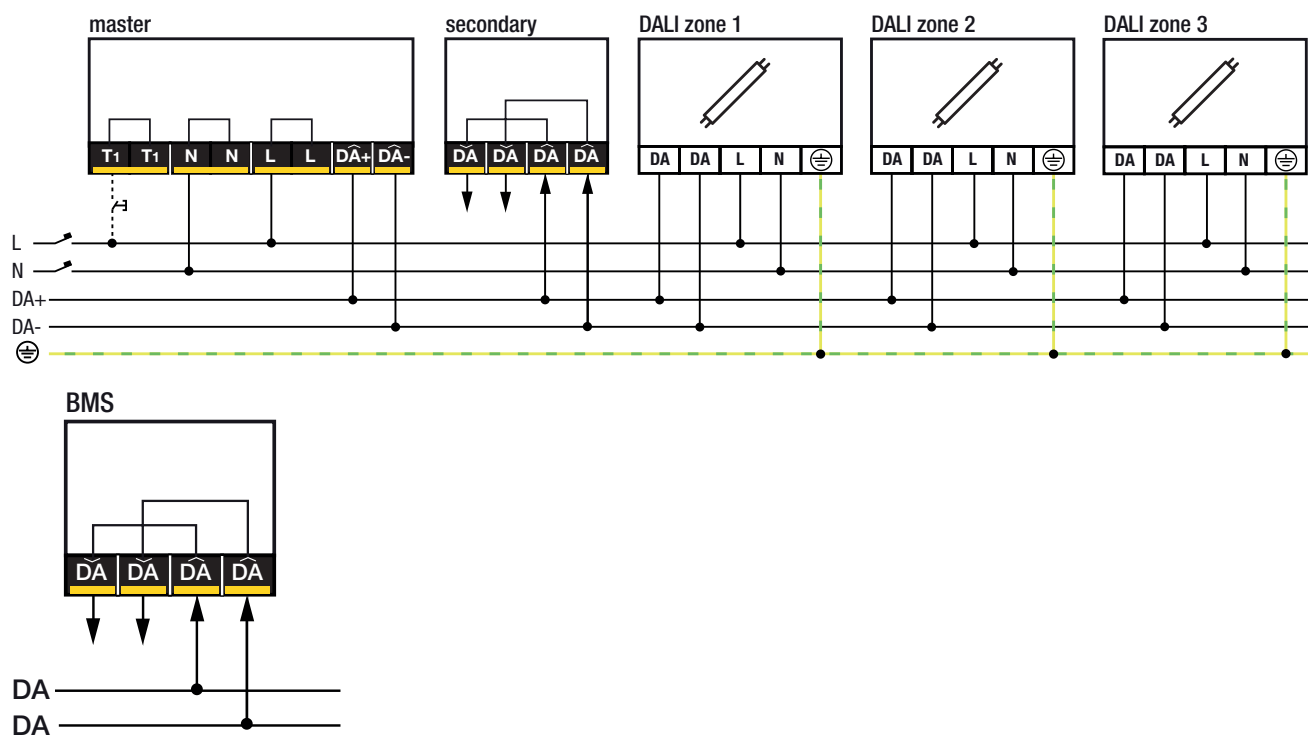 master secondary DALI zone 1 DALI zone 2 DALI zone 3
T1 T1 N N L L DA+ DA- DA DA DA DA DA DA L N DA DA L N DA DA L N
L
N
DA+
DA-
BMS
DA DA DA DA
DA
DA